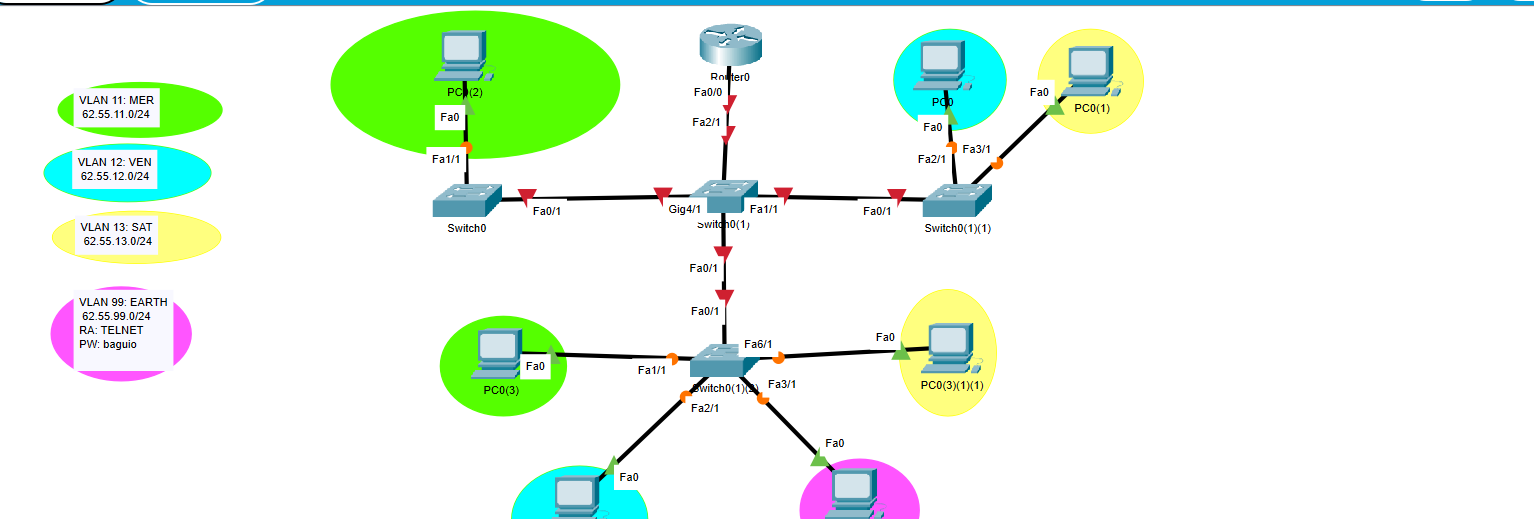 Router0
PC0(2)
Fa0
Fa1/1
Fa0/0
Fa2/1
PC0
Fa0
Fa2/1
Fa0
PC0(1)
Fa3/1
VLAN 11: MER
62.55.11.0/24
VLAN 12: VEN
62.55.12.0/24
VLAN 13: SAT
62.55.13.0/24
Switch0
Fa0/1
Gig4/1
Switch0(1)
Fa1/1
Fa0/1
Switch0(1)(1)
Fa0/1
Fa0/1
VLAN 99: EARTH
62.55.99.0/24
RA: TELNET
PW: baguio
PC0(3)
Fa0
Fa1/1
Switch0(1)(2)
Fa6/1
Fa0
PC0(3)(1)(1)
Fa2/1
Fa3/1
Fa0
Fa0